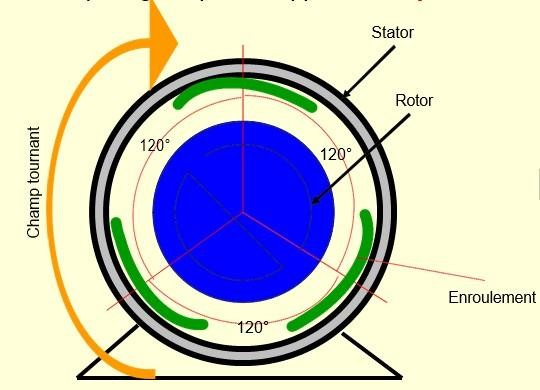 Stator
Rotor
120°
120°
Champ tournant
Enroulement
120°